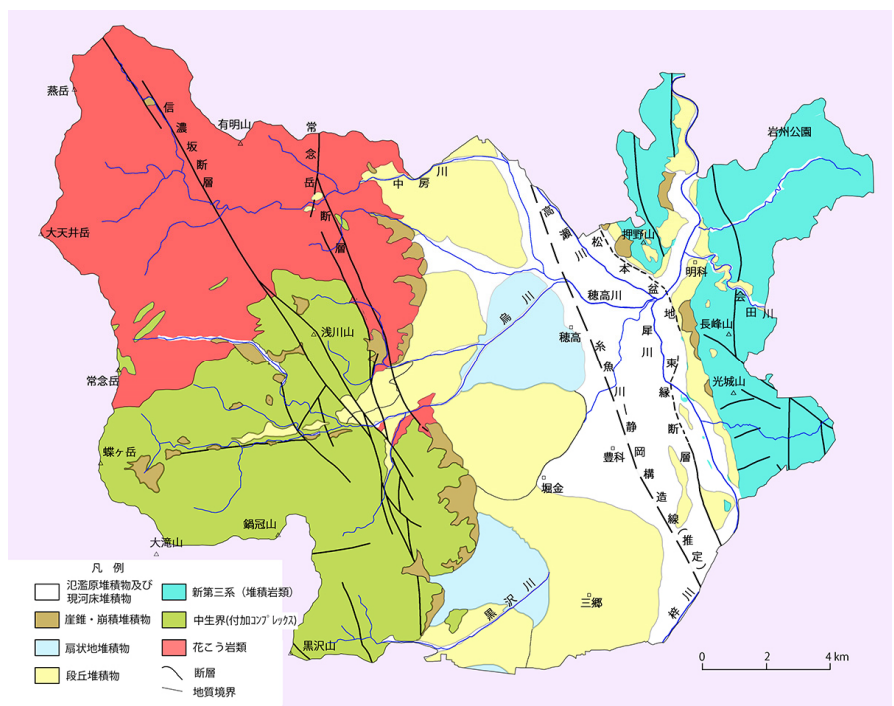 燕岳
信濃坂断層
有明山
常念岳断層
中房川
高瀬川
松本盆地東縁断層
押野山
岩州公園
大天井岳
明科
会田川
穂高川
烏川
穂高
犀川
長峰山
浅川山
糸魚川―静岡構造線(推定)
常念岳
光城山
蝶ヶ岳
豊科
堀金
鍋冠山
大滝山
黒沢川
三郷
梓川
黒沢山
凡 例
氾濫原堆積物及び
現河床堆積物
崖錐・崩積堆積物
扇状地堆積物
段丘堆積物
新第三系(堆積岩類)
中生界(付加ｺﾝﾌﾟﾚｯｸｽ)
花こう岩類
断層
地質境界
0 2 4 km